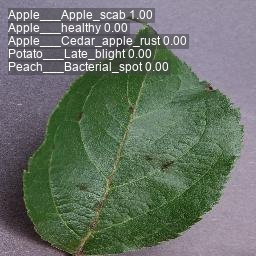 Apple___Apple_scab 1.00
Apple___healthy 0.00
Apple___Cedar_apple_rust 0.00
Potato___Late_blight 0.00
Peach___Bacterial_spot 0.00